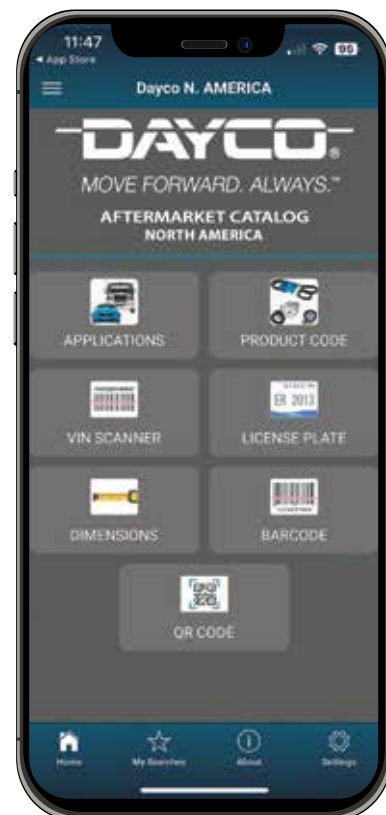 11:47
95
◀ App Store
Dayco N. AMERICA
DAYCO®
MOVE FORWARD. ALWAYS.™
AFTERMARKET CATALOG
NORTH AMERICA
APPLICATIONS
PRODUCT CODE
VIN SCANNER
ER 2013
LICENSE PLATE
DIMENSIONS
BARCODE
QR CODE
Home
My Searches
About
Settings